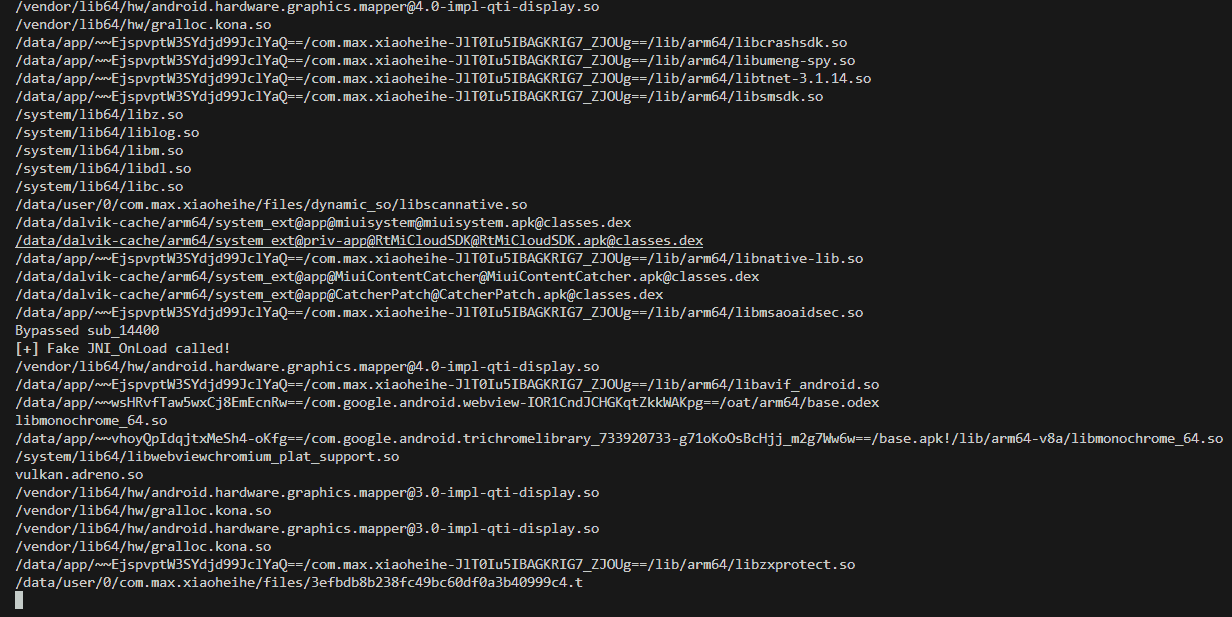 /vendor/lib64/hw/android.hardware.graphics.mapper@4.0-impl-qti-display.so
/vendor/lib64/hw/gralloc.kona.so
/data/app/~~EjspvptW3SYdjd99JclYaQ==/com.max.xiaoheihe-JlT0Iu5IBAGKRIG7_ZJOUg==/lib/arm64/libcrashsdk.so
/data/app/~~EjspvptW3SYdjd99JclYaQ==/com.max.xiaoheihe-JlT0Iu5IBAGKRIG7_ZJOUg==/lib/arm64/libumeng-spy.so
/data/app/~~EjspvptW3SYdjd99JclYaQ==/com.max.xiaoheihe-JlT0Iu5IBAGKRIG7_ZJOUg==/lib/arm64/libtnet-3.1.14.so
/data/app/~~EjspvptW3SYdjd99JclYaQ==/com.max.xiaoheihe-JlT0Iu5IBAGKRIG7_ZJOUg==/lib/arm64/libsmsdk.so
/system/lib64/libz.so
/system/lib64/liblog.so
/system/lib64/libm.so
/system/lib64/libdl.so
/system/lib64/libc.so
/data/user/0/com.max.xiaoheihe/files/dynamic_so/libscannative.so
/data/dalvik-cache/arm64/system_ext@app@miuisystem@miuisystem.apk@classes.dex
/data/dalvik-cache/arm64/system_ext@priv-app@RtMiCloudSDK@RtMiCloudSDK.apk@classes.dex
/data/app/~~EjspvptW3SYdjd99JclYaQ==/com.max.xiaoheihe-JlT0Iu5IBAGKRIG7_ZJOUg==/lib/arm64/libnative-lib.so
/data/dalvik-cache/arm64/system_ext@app@MiuiContentCatcher@MiuiContentCatcher.apk@classes.dex
/data/dalvik-cache/arm64/system_ext@app@CatcherPatch@CatcherPatch.apk@classes.dex
/data/app/~~EjspvptW3SYdjd99JclYaQ==/com.max.xiaoheihe-JlT0Iu5IBAGKRIG7_ZJOUg==/lib/arm64/libmsaoaidsec.so
Bypassed sub_14400
[+] Fake JNI_OnLoad called!
/vendor/lib64/hw/android.hardware.graphics.mapper@4.0-impl-qti-display.so
/data/app/~~EjspvptW3SYdjd99JclYaQ==/com.max.xiaoheihe-JlT0Iu5IBAGKRIG7_ZJOUg==/lib/arm64/libavif_android.so
/data/app/~~wsHRvfTaw5wxCj8EmEcnRw==/com.google.android.webview-IOR1CndJCHGKqtZkkWAKpg==/oat/arm64/base.odex
libmonochrome_64.so
/data/app/~~vhoyQpIdqjtxMeSh4-oKfg==/com.google.android.trichromelibrary_733920733-g71oKoOsBcHjj_m2g7Ww6w==/base.apk!/lib/arm64-v8a/libmonochrome_64.so
/system/lib64/libwebviewchromium_plat_support.so
vulkan.adreno.so
/vendor/lib64/hw/android.hardware.graphics.mapper@3.0-impl-qti-display.so
/vendor/lib64/hw/gralloc.kona.so
/vendor/lib64/hw/android.hardware.graphics.mapper@3.0-impl-qti-display.so
/vendor/lib64/hw/gralloc.kona.so
/data/app/~~EjspvptW3SYdjd99JclYaQ==/com.max.xiaoheihe-JlT0Iu5IBAGKRIG7_ZJOUg==/lib/arm64/libzxprotect.so
/data/user/0/com.max.xiaoheihe/files/3efbdb8b238fc49bc60df0a3b40999c4.t